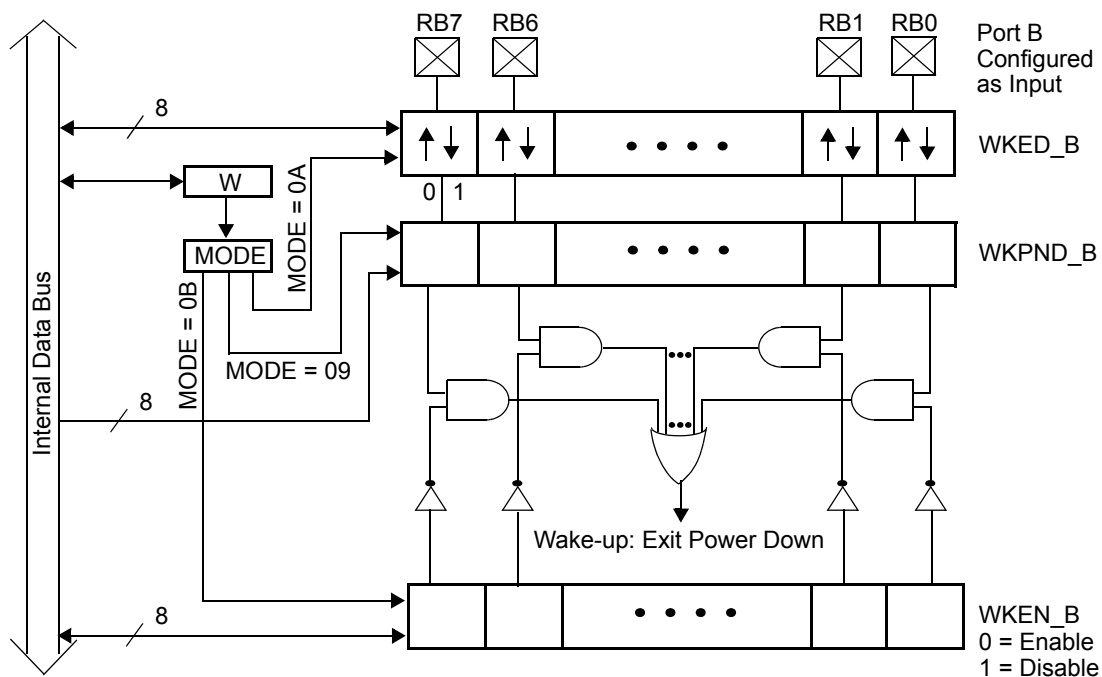 RB7 RB6 RB1 RB0
Port B
Configured
as Input
8
WKED_B
W
0 1
MODE = 0A
MODE
WKPND_B
MODE = 0B
MODE = 09
Internal Data Bus
8
Wake-up: Exit Power Down
8
WKEN_B
0 = Enable
1 = Disable